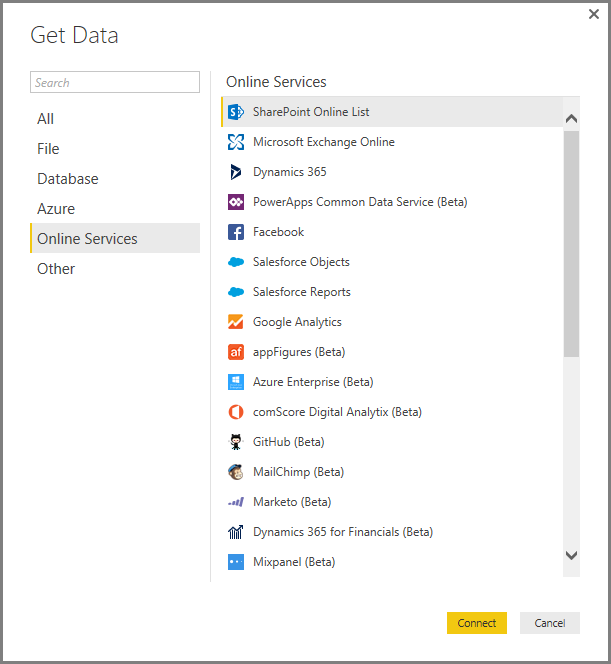 Get Data
Search
All
File
Database
Azure
Online Services
Other
Online Services
SharePoint Online List
Microsoft Exchange Online
Dynamics 365
PowerApps Common Data Service (Beta)
Facebook
Salesforce Objects
Salesforce Reports
Google Analytics
appFigures (Beta)
Azure Enterprise (Beta)
comScore Digital Analytix (Beta)
GitHub (Beta)
MailChimp (Beta)
Marketo (Beta)
Dynamics 365 for Financials (Beta)
Mixpanel (Beta)
Connect
Cancel